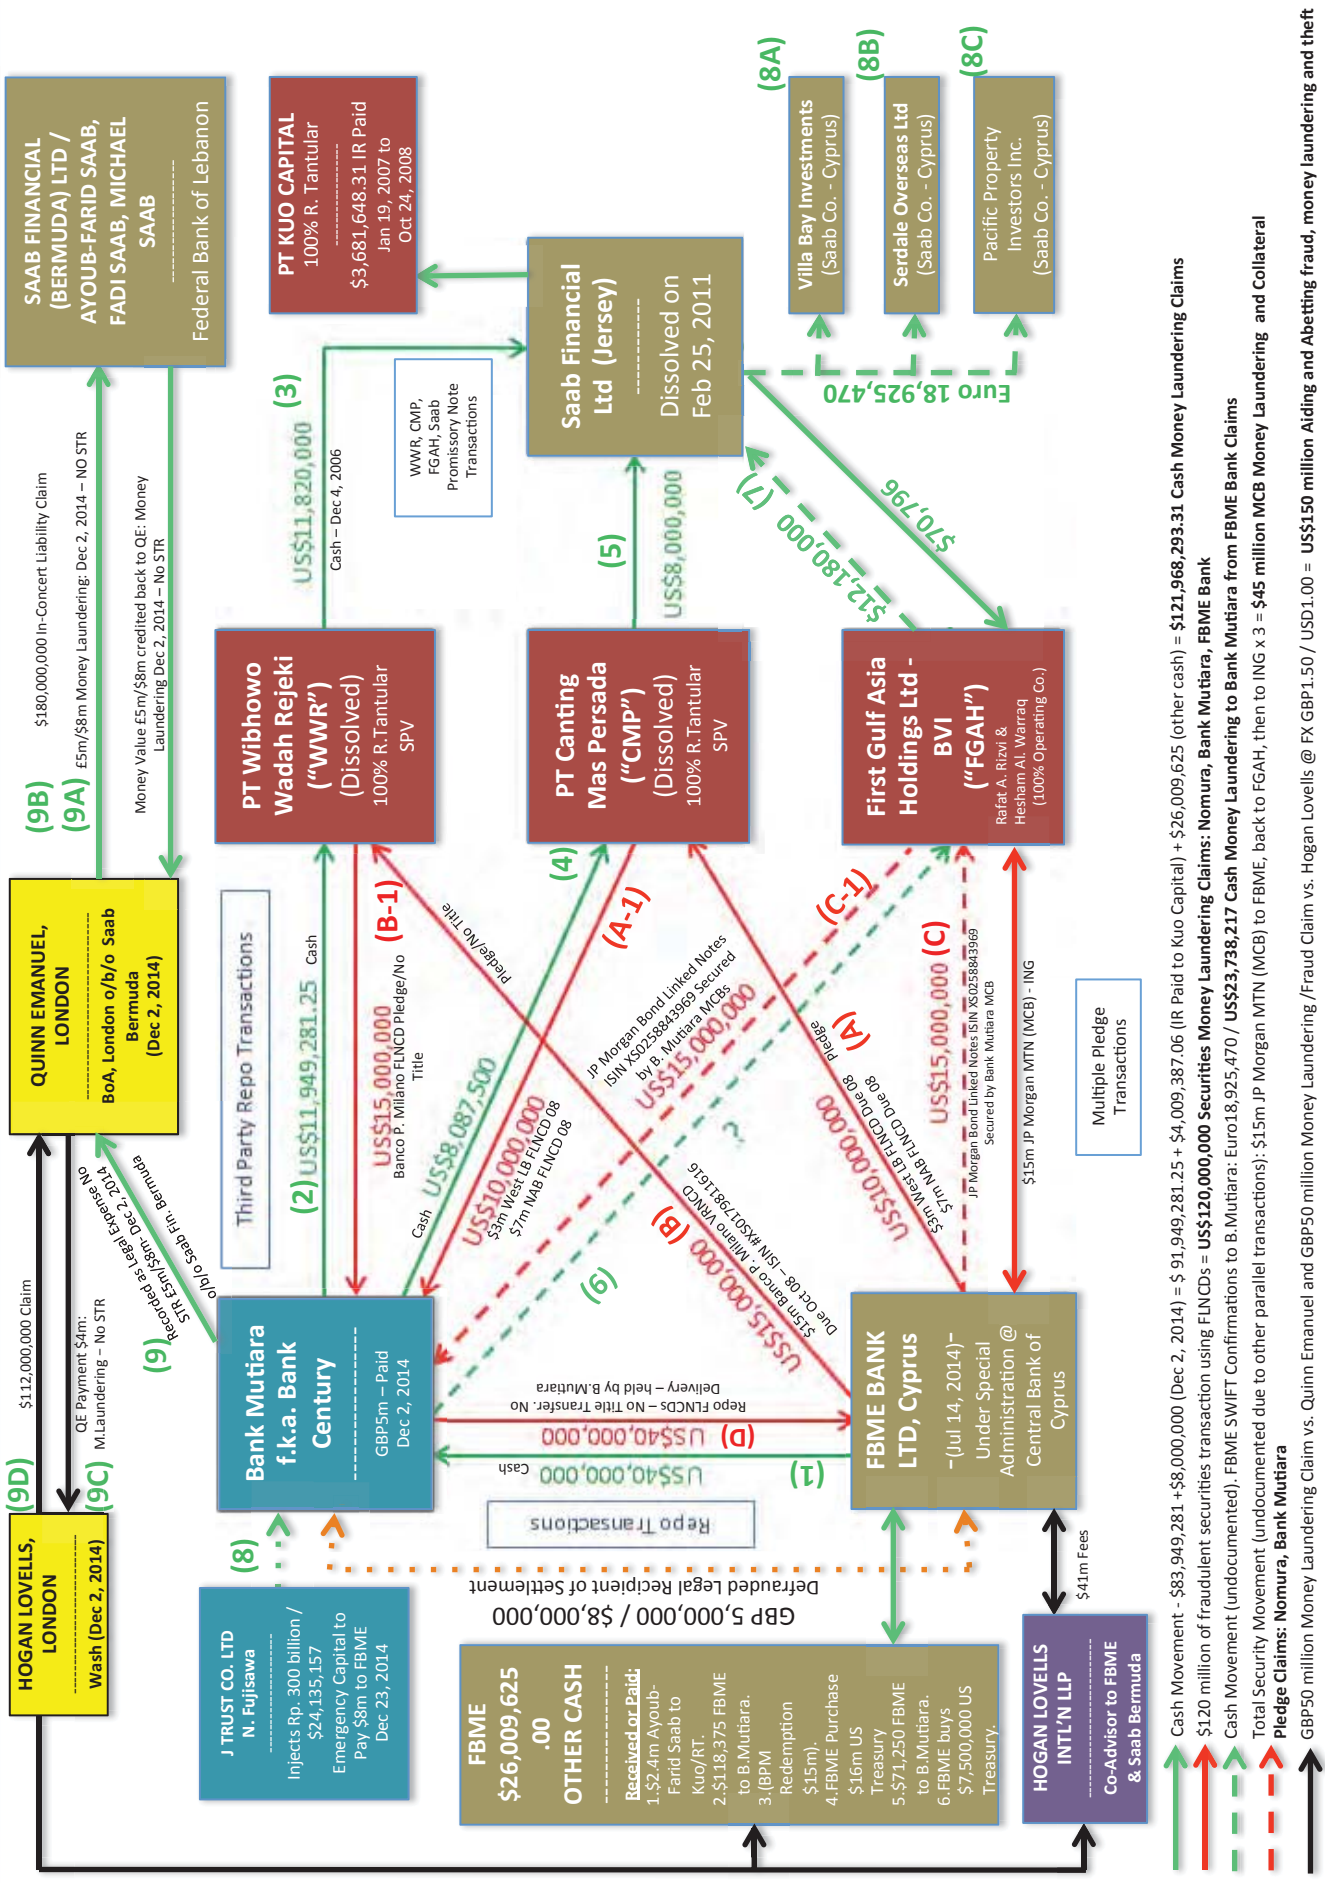 HOGAN LOVELLS,
LONDON
Wash (Dec 2, 2014)
(9D)
(9C)
$112,000,000 Claim
QE Payment $4m:
M.Laundering – No STR
QUINN EMANUEL,
LONDON
BoA, London o/b/o Saab
Bermuda
(Dec 2, 2014)
(9B)
(9A)
$180,000,000 In-Concert Liability Claim
£5m/$8m Money Laundering: Dec 2, 2014 – NO STR
Money Value £5m/$8m credited back to QE: Money
Laundering Dec 2, 2014 – No STR
SAAB FINANCIAL
(BERMUDA) LTD /
AYOUB-FARID SAAB,
FADI SAAB, MICHAEL
SAAB
Federal Bank of Lebanon
(9)
Recorded as Legal Expense No
STR £5m/$8m- Dec 2, 2014
o/b/o Saab Fin. Bermuda
J TRUST CO. LTD
N. Fujisawa
Injects Rp. 300 billion /
$24,135,157
Emergency Capital to
Pay $8m to FBME
Dec 23, 2014
(8)
Bank Mutiara
f.k.a. Bank
Century
GBP5m – Paid
Dec 2, 2014
Third Party Repo Transactions
(2)
US$11,949,281.25
Cash
US$15,000,000
Banco P. Milano FLNCD Pledge/No
Title
(B-1)
PT Wibhowo
Wadah Rejeki
(“WWR”)
(Dissolved)
100% R.Tantular
SPV
US$11,820,000
Cash – Dec 4, 2006
(3)
PT KUO CAPITAL
100% R. Tantular
$3,681,648.31 IR Paid
Jan 19, 2007 to
Oct 24, 2008
WWR, CMP,
FGAH, Saab
Promissory Note
Transactions
Cash
US$8,087,500
(4)
US$10,000,000
$3m West LB FLNCD 08
$7m NAB FLNCD 08
(A-1)
Pledge/No Title
PT Canting
Mas Persada
(“CMP”)
(Dissolved)
100% R.Tantular
SPV
(5)
US$8,000,000
Saab Financial
Ltd (Jersey)
Dissolved on
Feb 25, 2011
GBP 5,000,000 / $8,000,000
Defrauded Legal Recipient of Settlement
Repo Transactions
(1)
US$40,000,000
Cash
US$40,000,000
(D)
Repo FLNCDs – No Title Transfer. No
Delivery – held by B.Mutiara
(6)
?
(B)
US$15,000,000
$15m Banco P. Milano VRNCD
Due Oct 08 – ISIN #XS0179811616
JP Morgan Bond Linked Notes
ISIN XS0258843969 Secured
by B. Mutiara MCBs
US$15,000,000
(C-1)
Pledge
(A)
US$10,000,000
$3m West LB FLNCD Due 08
$7m NAB FLNCD Due 08
US$15,000,000
(C)
JP Morgan Bond Linked Notes ISIN XS0258843969
Secured by Bank Mutiara MCB
$15m JP Morgan MTN (MCB) - ING
Multiple Pledge
Transactions
First Gulf Asia
Holdings Ltd -
BVI
(“FGAH”)
Rafat A. Rizvi &
Hesham Al. Warraq
(100% Operating Co.)
$12,180,000
(7)
$70,796
Euro 18,925,470
Villa Bay Investments
(Saab Co. - Cyprus)
(8A)
Serdale Overseas Ltd
(Saab Co. - Cyprus)
(8B)
Pacific Property
Investors Inc.
(Saab Co. - Cyprus)
(8C)
FBME
$26,009,625
.00
OTHER CASH
Received or Paid:
1.$2.4m Ayoub-
Farid Saab to
Kuo/RT.
2.$118,375 FBME
to B.Mutiara.
3.(BPM
Redemption
$15m).
4.FBME Purchase
$16m US
Treasury
5.$71,250 FBME
to B.Mutiara.
6.FBME buys
$7,500,000 US
Treasury.
FBME BANK
LTD, Cyprus
–(Jul 14, 2014)–
Under Special
Administration @
Central Bank of
Cyprus
HOGAN LOVELLS
INT’L’N LLP
Co-Advisor to FBME
& Saab Bermuda
$41m Fees
Cash Movement - $83,949,281 +$8,000,000 (Dec 2, 2014) = $ 91,949,281.25 + $4,009,387.06 (IR Paid to Kuo Capital) + $26,009,625 (other cash) = $121,968,293.31 Cash Money Laundering Claims
$120 million of fraudulent securities transaction using FLNCDs = US$120,000,000 Securities Money Laundering Claims: Nomura, Bank Mutiara, FBME Bank
Cash Movement (undocumented). FBME SWIFT Confirmations to B.Mutiara: Euro18,925,470 / US$23,738,217 Cash Money Laundering to Bank Mutiara from FBME Bank Claims
Total Security Movement (undocumented due to other parallel transactions): $15m JP Morgan MTN (MCB) to FBME, back to FGAH, then to ING x 3 = $45 million MCB Money Laundering and Collateral
Pledge Claims: Nomura, Bank Mutiara
GBP50 million Money Laundering Claim vs. Quinn Emanuel and GBP50 million Money Laundering /Fraud Claim vs. Hogan Lovells @ FX GBP1.50 / USD1.00 = US$150 million Aiding and Abetting fraud, money laundering and theft